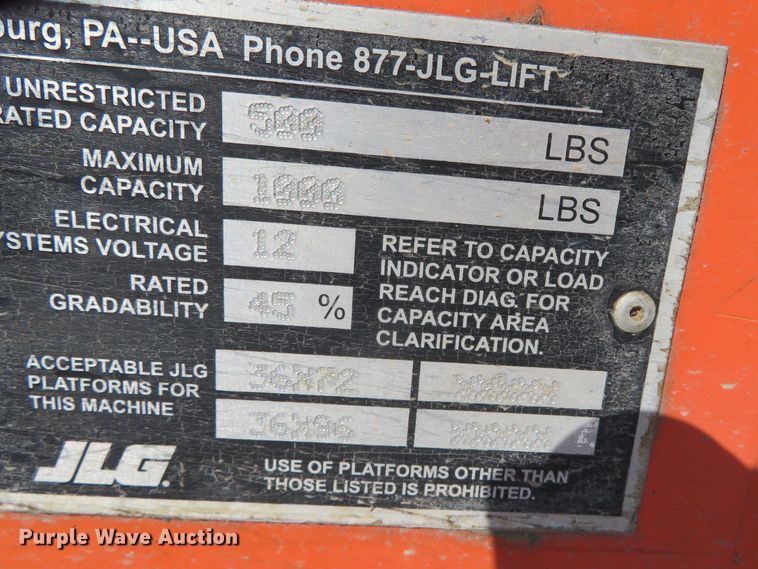 burg, PA--USA Phone 877-JLG-LIFT
UNRESTRICTED
RATED CAPACITY 500 LBS
MAXIMUM
CAPACITY 1000 LBS
ELECTRICAL
SYSTEMS VOLTAGE 12
RATED
GRADABILITY 45 %
REFER TO CAPACITY
INDICATOR OR LOAD
REACH DIAG. FOR
CAPACITY AREA
CLARIFICATION.
ACCEPTABLE JLG
PLATFORMS FOR
THIS MACHINE
36X72
36X96
JLG
USE OF PLATFORMS OTHER THAN
THOSE LISTED IS PROHIBITED.
Purple Wave Auction